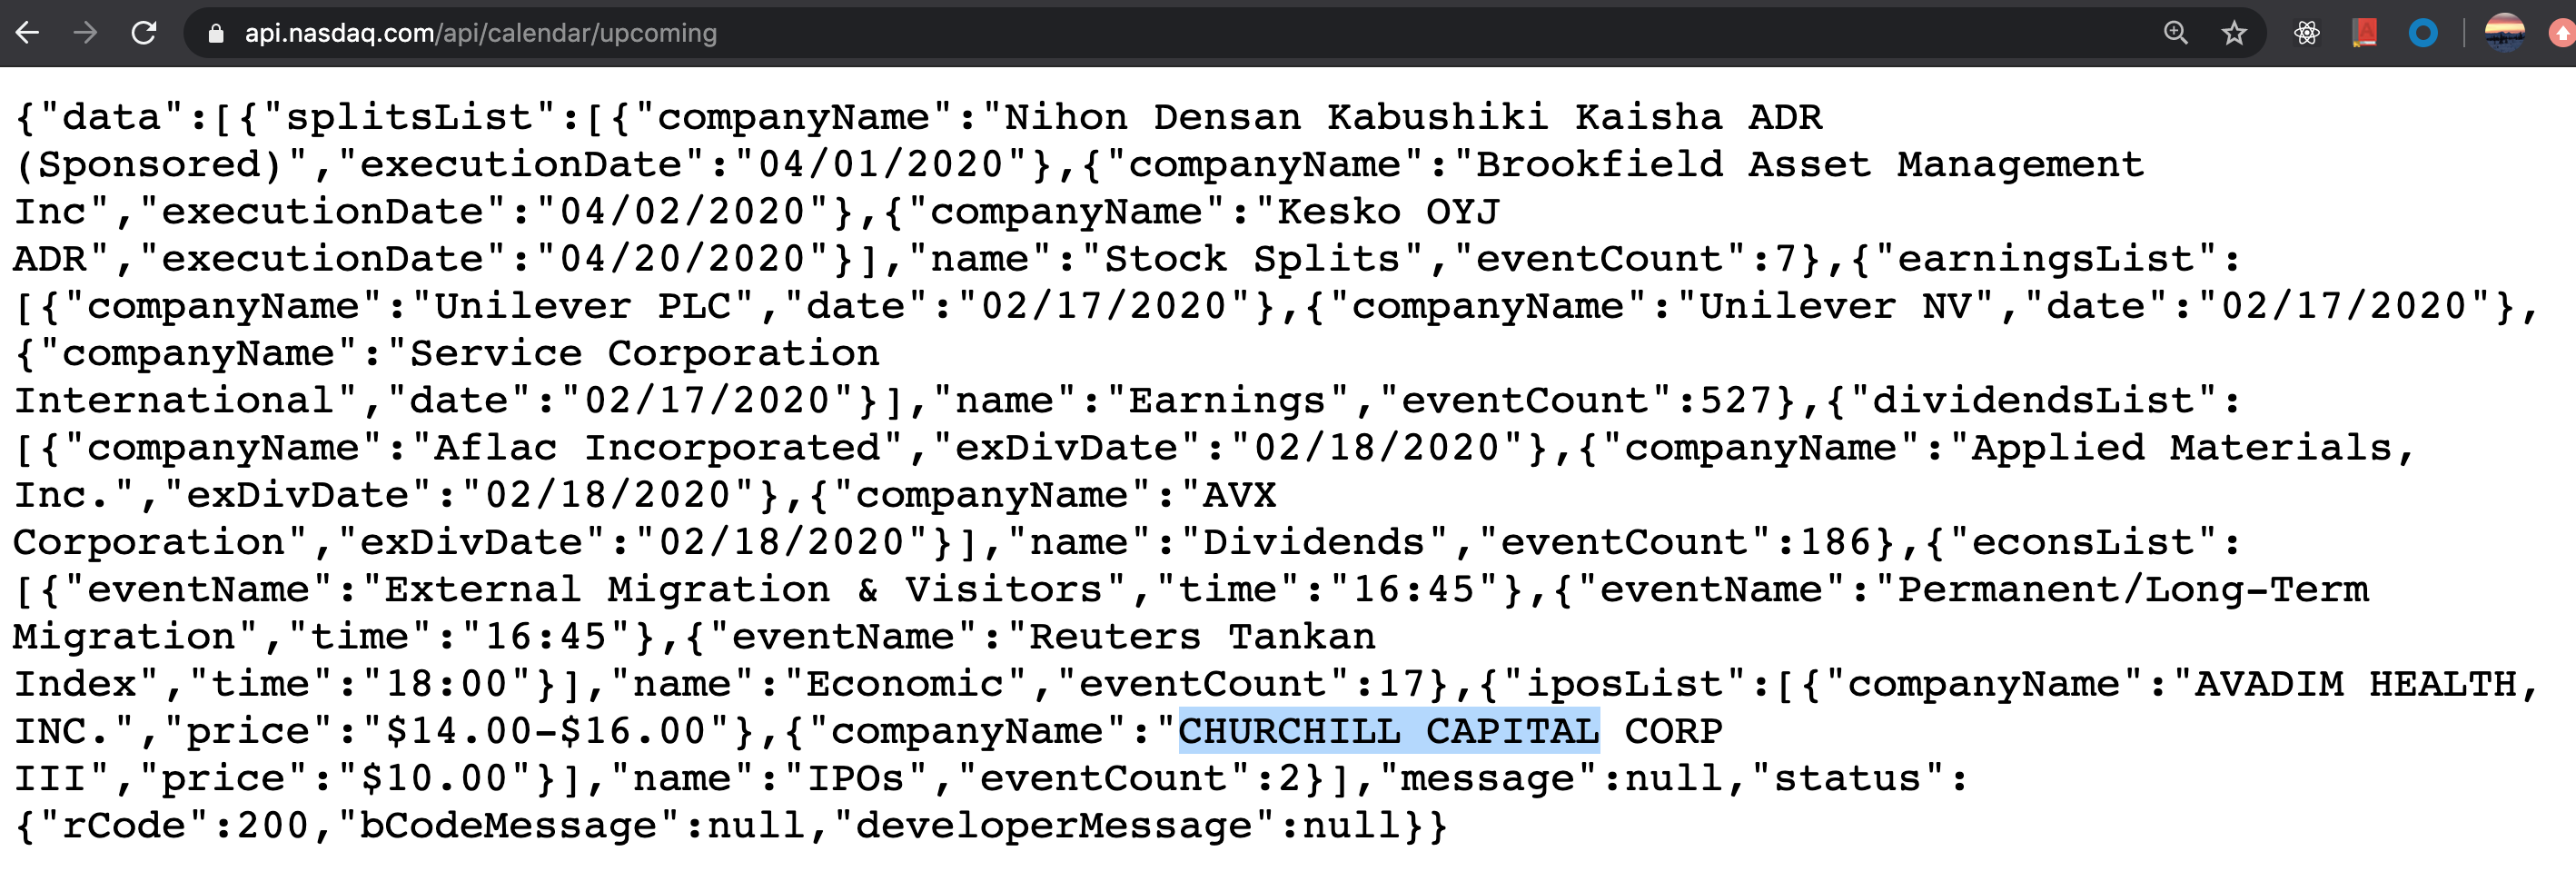 api.nasdaq.com/api/calendar/upcoming
{"data":[{"splitsList":[{"companyName":"Nihon Densan Kabushiki Kaisha ADR
(Sponsored)","executionDate":"04/01/2020"},{"companyName":"Brookfield Asset Management
Inc","executionDate":"04/02/2020"},{"companyName":"Kesko OYJ
ADR","executionDate":"04/20/2020"}],"name":"Stock Splits","eventCount":7},{"earningsList":
[{"companyName":"Unilever PLC","date":"02/17/2020"},{"companyName":"Unilever NV","date":"02/17/2020"},
{"companyName":"Service Corporation
International","date":"02/17/2020"}],"name":"Earnings","eventCount":527},{"dividendsList":
[{"companyName":"Aflac Incorporated","exDivDate":"02/18/2020"},{"companyName":"Applied Materials,
Inc.","exDivDate":"02/18/2020"},{"companyName":"AVX
Corporation","exDivDate":"02/18/2020"}],"name":"Dividends","eventCount":186},{"econsList":
[{"eventName":"External Migration & Visitors","time":"16:45"},{"eventName":"Permanent/Long-Term
Migration","time":"16:45"},{"eventName":"Reuters Tankan
Index","time":"18:00"}],"name":"Economic","eventCount":17},{"iposList":[{"companyName":"AVADIM HEALTH,
INC.","price":"$14.00-$16.00"},{"companyName":"CHURCHILL CAPITAL CORP
III","price":"$10.00"}],"name":"IPOs","eventCount":2}],"message":null,"status":
{"rCode":200,"bCodeMessage":null,"developerMessage":null}}